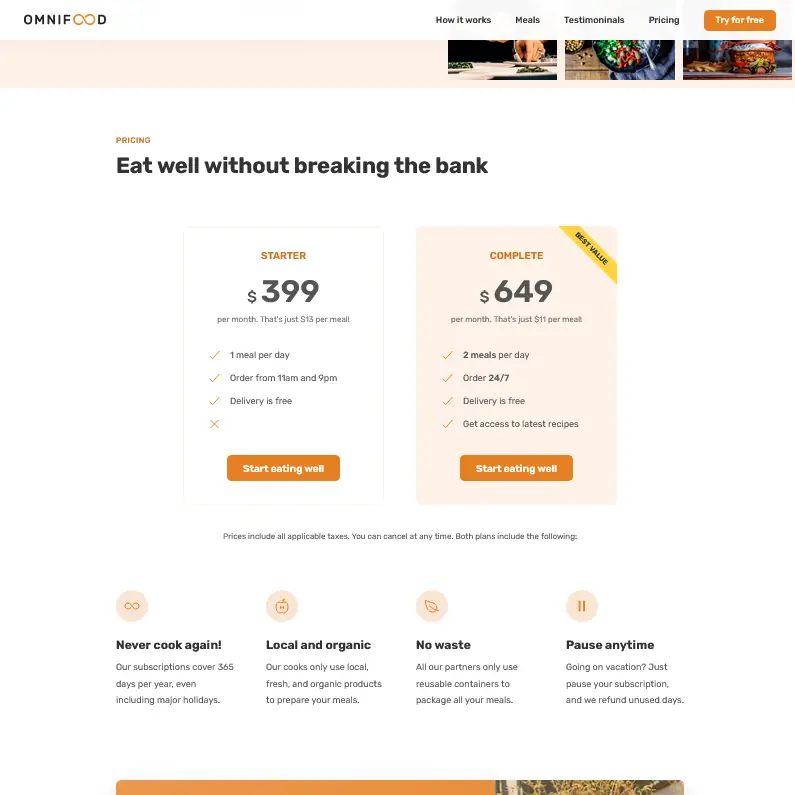 OMNIFOOD
How it works
Meals
Testimoninals
Pricing
Try for free
PRICING
Eat well without breaking the bank
STARTER
$ 399
per month. That's just $13 per meal!
1 meal per day
Order from 11am and 9pm
Delivery is free
Start eating well
BEST VALUE
COMPLETE
$ 649
per month. That's just $11 per meal!
2 meals per day
Order 24/7
Delivery is free
Get access to latest recipes
Start eating well
Prices include all applicable taxes. You can cancel at any time. Both plans include the following:
Never cook again!
Our subscriptions cover 365
days per year, even
including major holidays.
Local and organic
Our cooks only use local,
fresh, and organic products
to prepare your meals.
No waste
All our partners only use
reusable containers to
package all your meals.
Pause anytime
Going on vacation? Just
pause your subscription,
and we refund unused days.